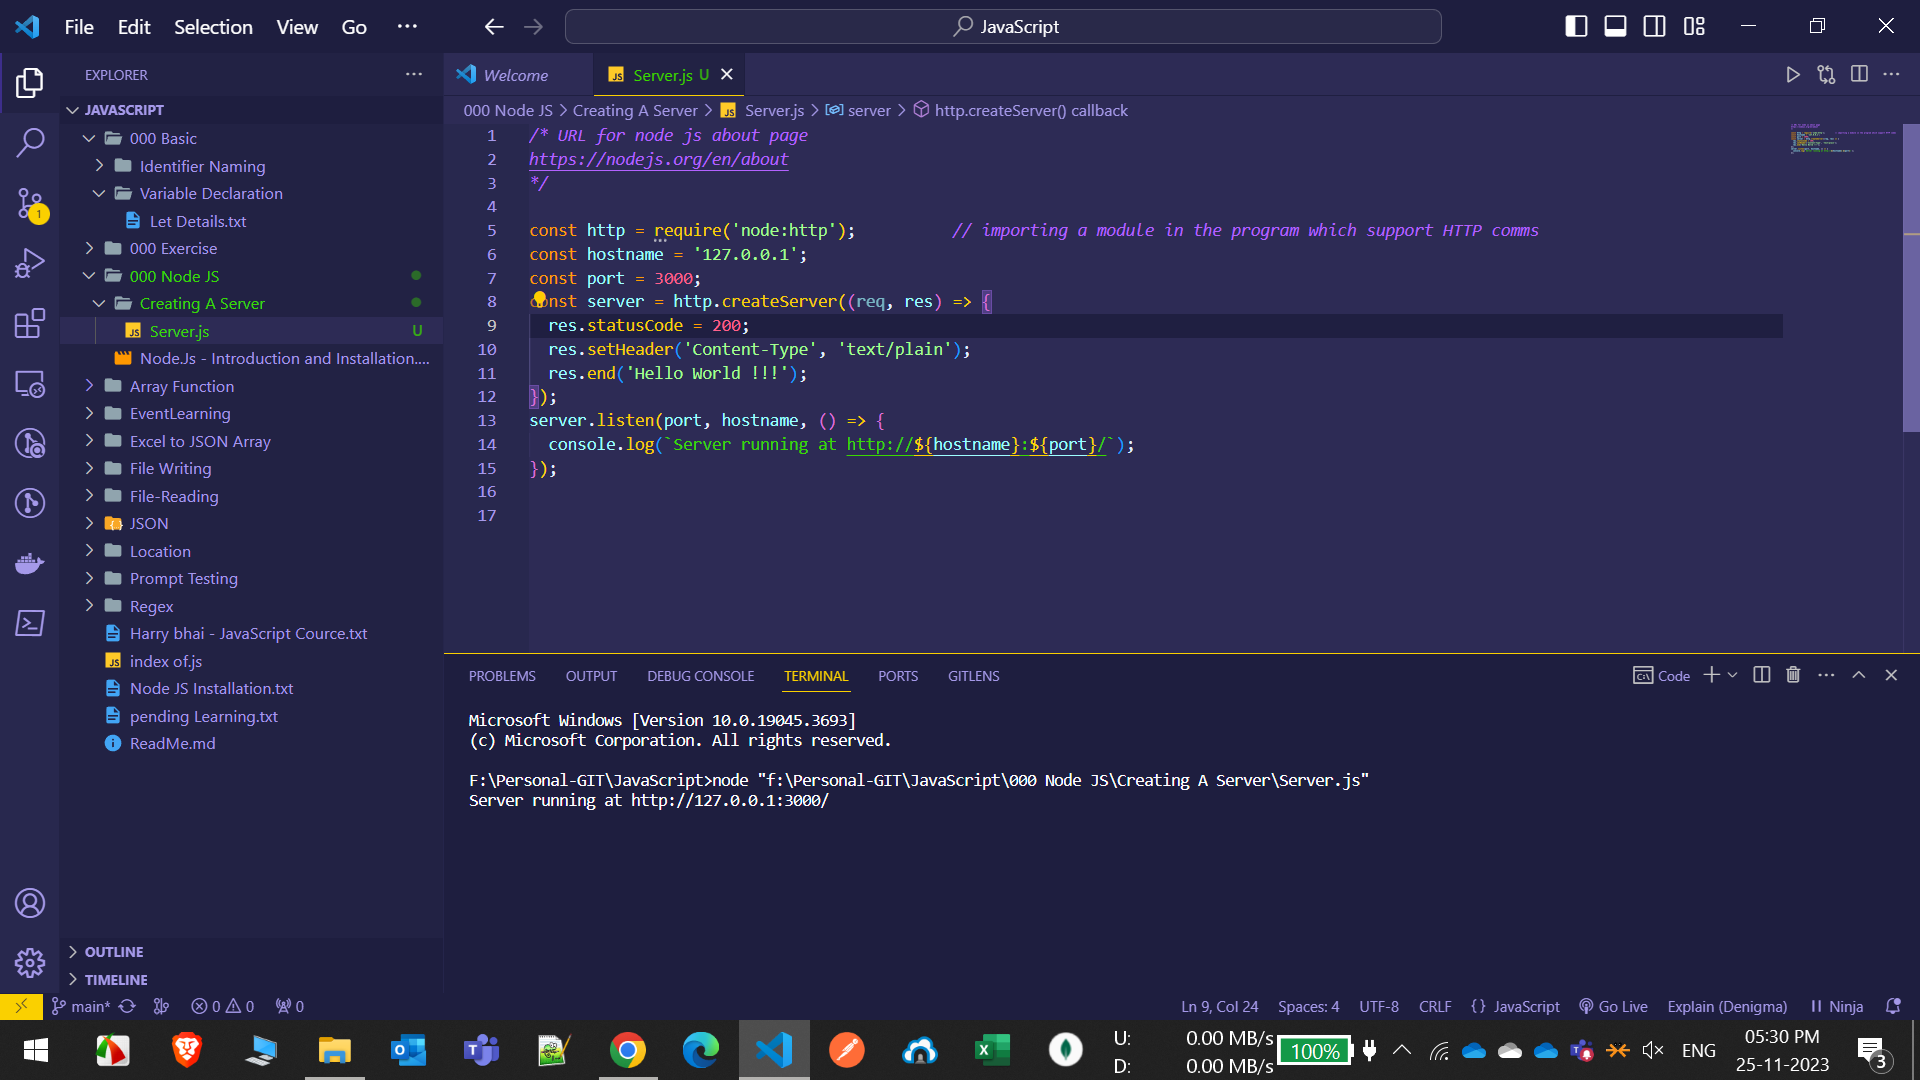 File Edit Selection View Go ··· JavaScript
EXPLORER
JAVASCRIPT
000 Basic
Identifier Naming
Variable Declaration
Let Details.txt
000 Exercise
000 Node JS
Creating A Server
JS Server.js U
Node.Js - Introduction and Installation....
Array Function
EventLearning
Excel to JSON Array
File Writing
File-Reading
JSON
Location
Prompt Testing
Regex
Harry bhai - JavaScript Cource.txt
JS index of.js
Node JS Installation.txt
pending Learning.txt
ReadMe.md
OUTLINE
TIMELINE
1
Welcome JS Server.js U
000 Node JS > Creating A Server > JS Server.js > server > http.createServer() callback
1 /* URL for node js about page
2 https://nodejs.org/en/about
3 */
4
5 const http = require('node:http'); // importing a module in the program which support HTTP comms
6 const hostname = '127.0.0.1';
7 const port = 3000;
8 const server = http.createServer((req, res) => {
9 res.statusCode = 200;
10 res.setHeader('Content-Type', 'text/plain');
11 res.end('Hello World !!!');
12 });
13 server.listen(port, hostname, () => {
14 console.log(`Server running at http://${hostname}:${port}/`);
15 });
16
17
PROBLEMS OUTPUT DEBUG CONSOLE TERMINAL PORTS GITLENS Code
Microsoft Windows [Version 10.0.19045.3693]
(c) Microsoft Corporation. All rights reserved.
F:\Personal-GIT\JavaScript>node "f:\Personal-GIT\JavaScript\000 Node JS\Creating A Server\Server.js"
Server running at http://127.0.0.1:3000/
main* 0 0 0 Ln 9, Col 24 Spaces: 4 UTF-8 CRLF {} JavaScript Go Live Explain (Denigma) Ninja
U: 0.00 MB/s
D: 0.00 MB/s
100%
ENG
05:30 PM
25-11-2023
3